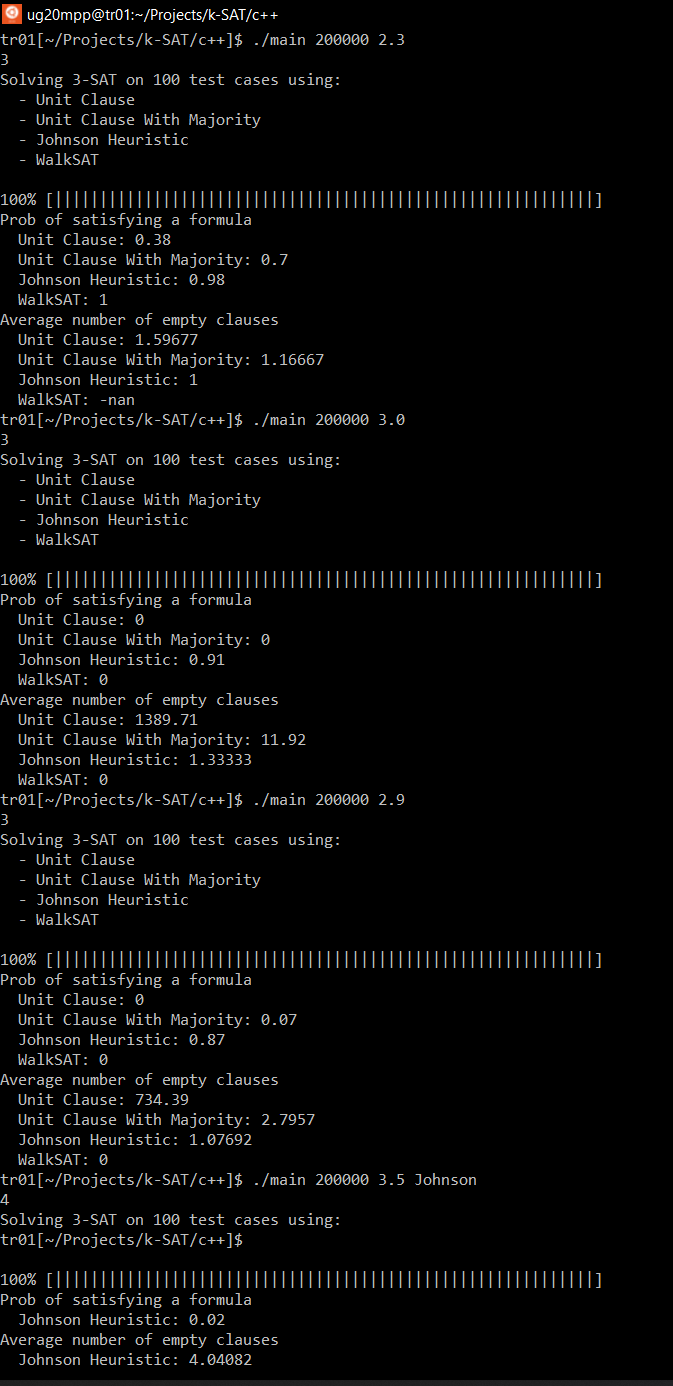 ug20mpp@tr01:~/Projects/k-SAT/c++
tr01[~/Projects/k-SAT/c++]$ ./main 200000 2.3
3
Solving 3-SAT on 100 test cases using:
  - Unit Clause
  - Unit Clause With Majority
  - Johnson Heuristic
  - WalkSAT

100% [||||||||||||||||||||||||||||||||||||||||||||||||||||||||||||]
Prob of satisfying a formula
  Unit Clause: 0.38
  Unit Clause With Majority: 0.7
  Johnson Heuristic: 0.98
  WalkSAT: 1
Average number of empty clauses
  Unit Clause: 1.59677
  Unit Clause With Majority: 1.16667
  Johnson Heuristic: 1
  WalkSAT: -nan
tr01[~/Projects/k-SAT/c++]$ ./main 200000 3.0
3
Solving 3-SAT on 100 test cases using:
  - Unit Clause
  - Unit Clause With Majority
  - Johnson Heuristic
  - WalkSAT

100% [||||||||||||||||||||||||||||||||||||||||||||||||||||||||||||]
Prob of satisfying a formula
  Unit Clause: 0
  Unit Clause With Majority: 0
  Johnson Heuristic: 0.91
  WalkSAT: 0
Average number of empty clauses
  Unit Clause: 1389.71
  Unit Clause With Majority: 11.92
  Johnson Heuristic: 1.33333
  WalkSAT: 0
tr01[~/Projects/k-SAT/c++]$ ./main 200000 2.9
3
Solving 3-SAT on 100 test cases using:
  - Unit Clause
  - Unit Clause With Majority
  - Johnson Heuristic
  - WalkSAT

100% [||||||||||||||||||||||||||||||||||||||||||||||||||||||||||||]
Prob of satisfying a formula
  Unit Clause: 0
  Unit Clause With Majority: 0.07
  Johnson Heuristic: 0.87
  WalkSAT: 0
Average number of empty clauses
  Unit Clause: 734.39
  Unit Clause With Majority: 2.7957
  Johnson Heuristic: 1.07692
  WalkSAT: 0
tr01[~/Projects/k-SAT/c++]$ ./main 200000 3.5 Johnson
4
Solving 3-SAT on 100 test cases using:
tr01[~/Projects/k-SAT/c++]$

100% [||||||||||||||||||||||||||||||||||||||||||||||||||||||||||||]
Prob of satisfying a formula
  Johnson Heuristic: 0.02
Average number of empty clauses
  Johnson Heuristic: 4.04082